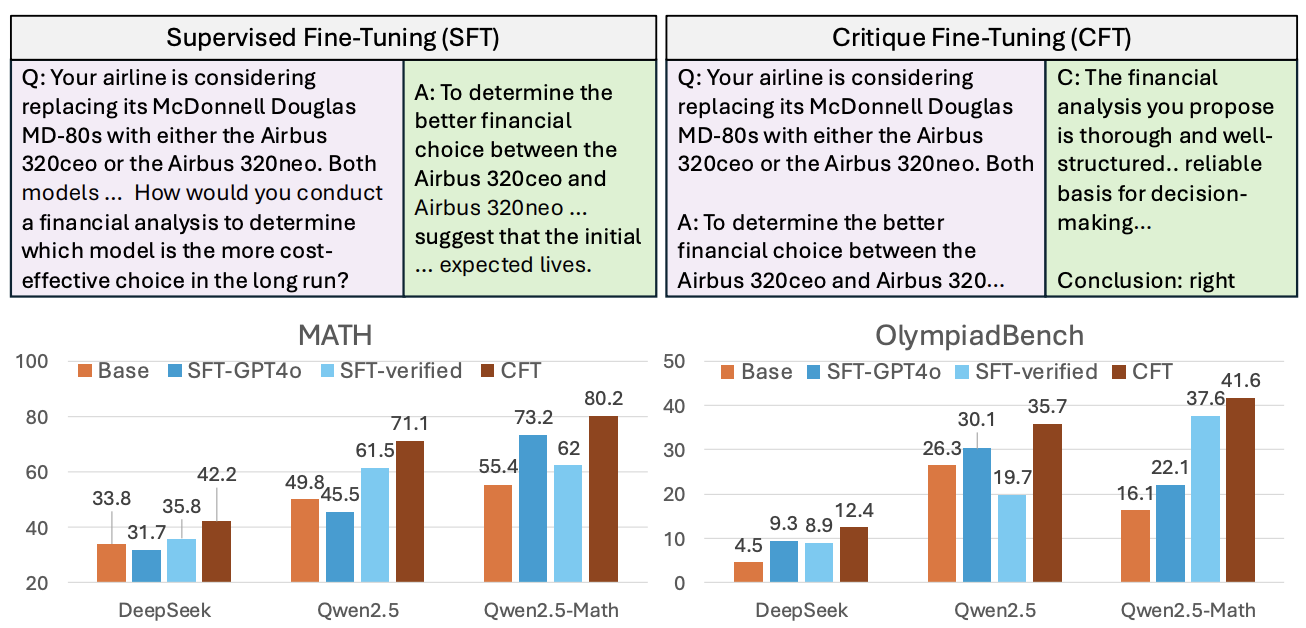 Supervised Fine-Tuning (SFT)
Q: Your airline is considering
replacing its McDonnell Douglas
MD-80s with either the Airbus
320ceo or the Airbus 320neo. Both
models ... How would you conduct
a financial analysis to determine
which model is the more cost-
effective choice in the long run?
A: To determine the
better financial
choice between the
Airbus 320ceo and
Airbus 320neo ...
suggest that the initial
... expected lives.
Critique Fine-Tuning (CFT)
Q: Your airline is considering
replacing its McDonnell Douglas
MD-80s with either the Airbus
320ceo or the Airbus 320neo. Both
A: To determine the better
financial choice between the
Airbus 320ceo and Airbus 320...
C: The financial
analysis you propose
is thorough and well-
structured.. reliable
basis for decision-
making...
Conclusion: right
MATH
100
80
60
40
20
Base SFT-GPT4o SFT-verified CFT
33.8
31.7
35.8
42.2
49.8
45.5
61.5
71.1
55.4
73.2
62
80.2
DeepSeek
Qwen2.5
Qwen2.5-Math
OlympiadBench
50
40
30
20
10
0
Base SFT-GPT4o SFT-verified CFT
4.5
9.3
8.9
12.4
26.3
30.1
19.7
35.7
16.1
22.1
37.6
41.6
DeepSeek
Qwen2.5
Qwen2.5-Math